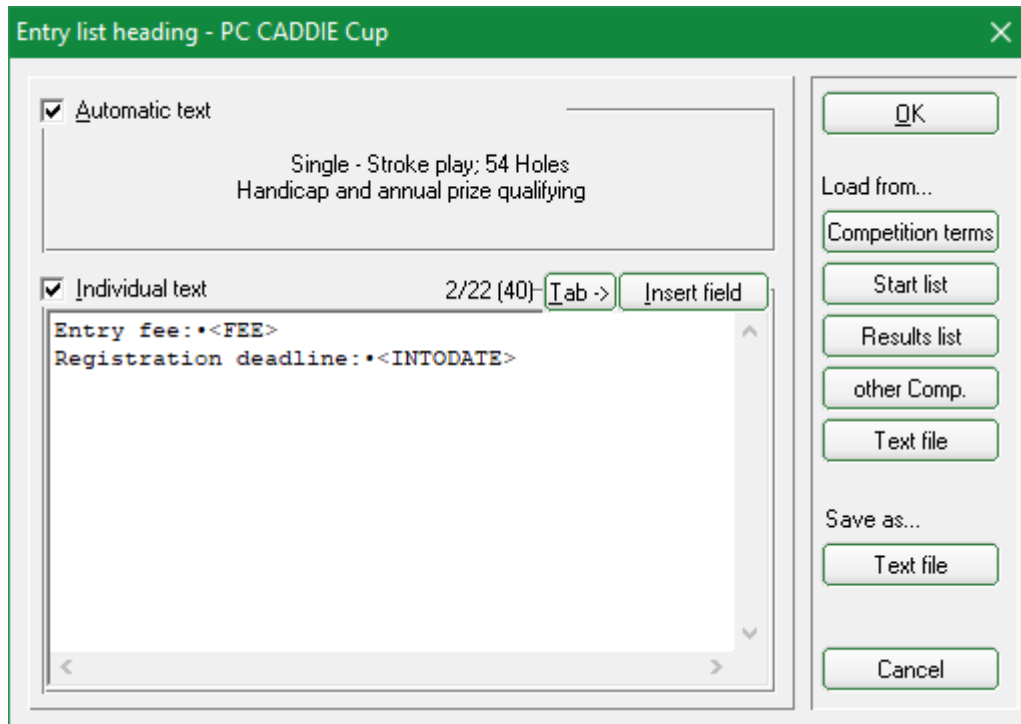 Entry list heading - PC CADDIE Cup
Automatic text
Single - Stroke play; 54 Holes
Handicap and annual prize qualifying
Individual text 2/22 (40) Tab -> Insert field
Entry fee:•<FEE>
Registration deadline:•<INTODATE>
OK
Load from...
Competition terms
Start list
Results list
other Comp.
Text file
Save as...
Text file
Cancel